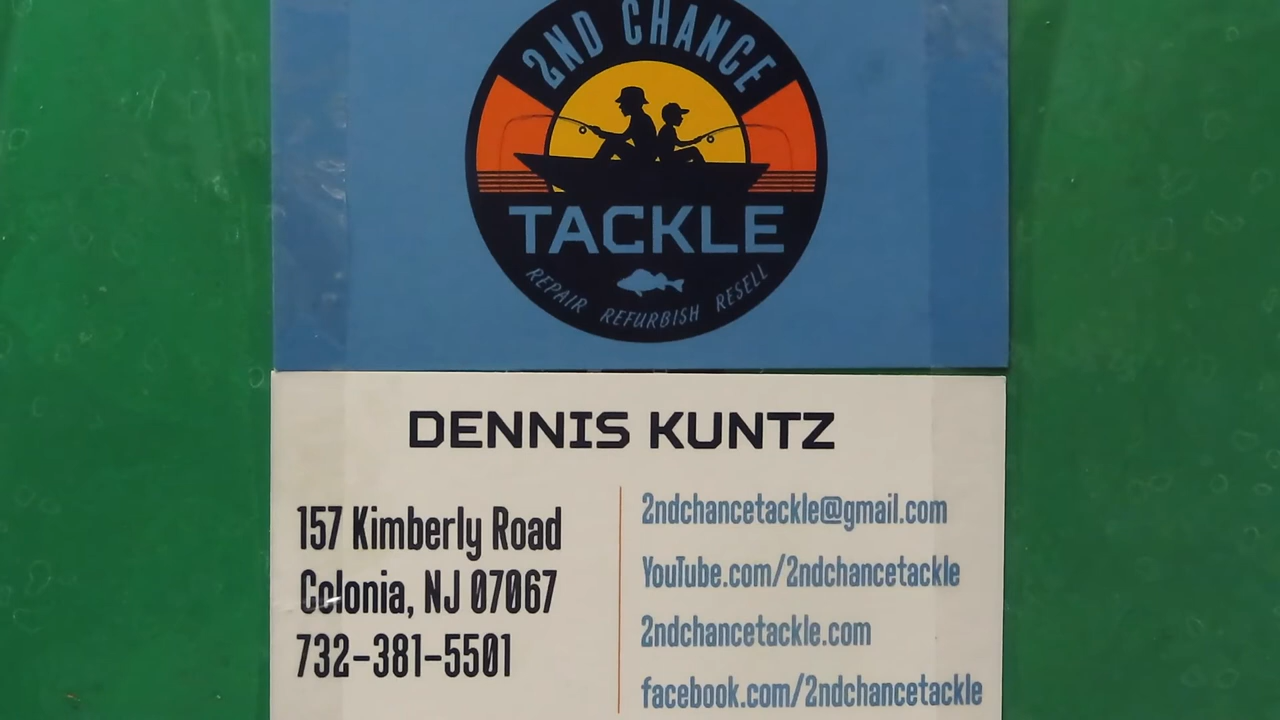 2ND CHANCE
TACKLE
REPAIR REFURBISH RESELL
DENNIS KUNTZ
157 Kimberly Road
Colonia, NJ 07067
732-381-5501
2ndchancetackle@gmail.com
YouTube.com/2ndchancetackle
2ndchancetackle.com
facebook.com/2ndchancetackle